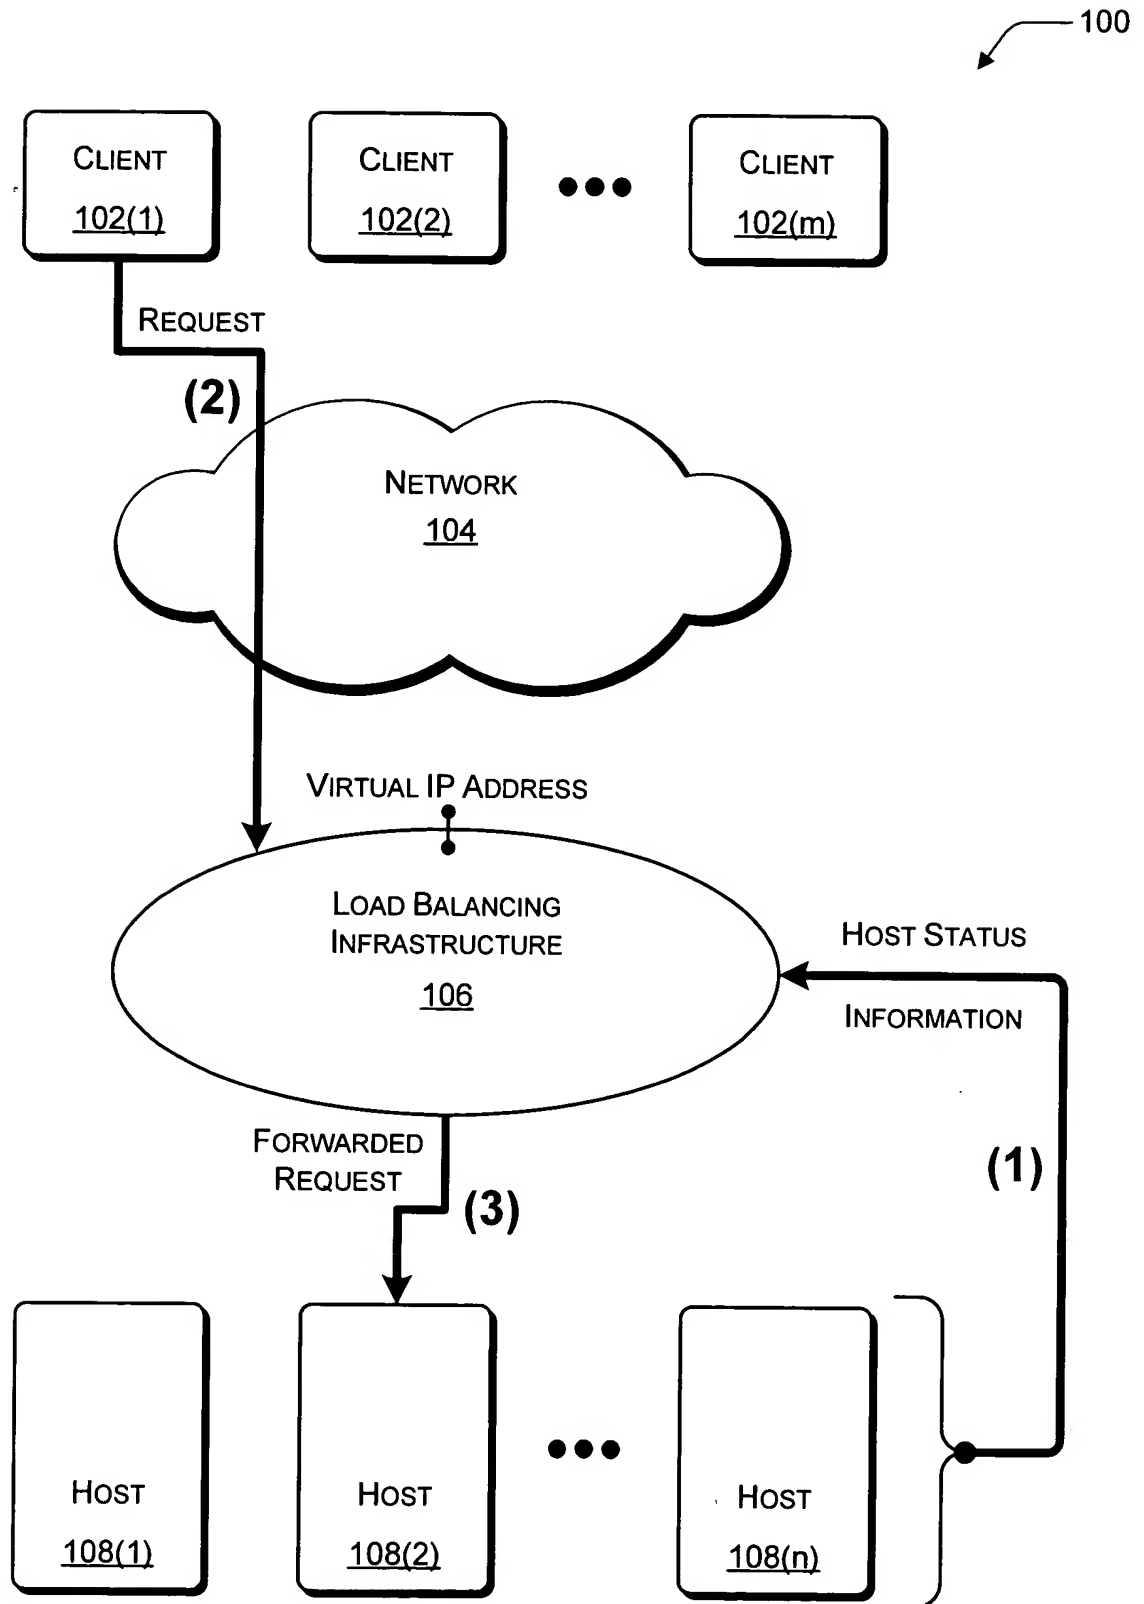 100
CLIENT
102(1)
CLIENT
102(2)
CLIENT
102(m)
REQUEST
(2)
NETWORK
104
VIRTUAL IP ADDRESS
LOAD BALANCING
INFRASTRUCTURE
106
HOST STATUS
INFORMATION
FORWARDED
REQUEST
(3)
(1)
HOST
108(1)
HOST
108(2)
HOST
108(n)